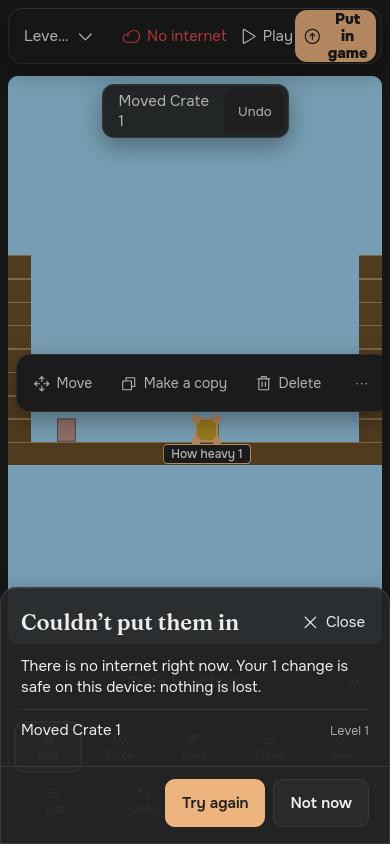 Leve...
No internet
Play
Put in game
Moved Crate 1
Undo
Move
Make a copy
Delete
...
How heavy 1
Couldn’t put them in
Close
There is no internet right now. Your 1 change is
safe on this device: nothing is lost.
Moved Crate 1
Level 1
Pick
Place
Paint
Erase
Join
List
Undo
Try again
Not now